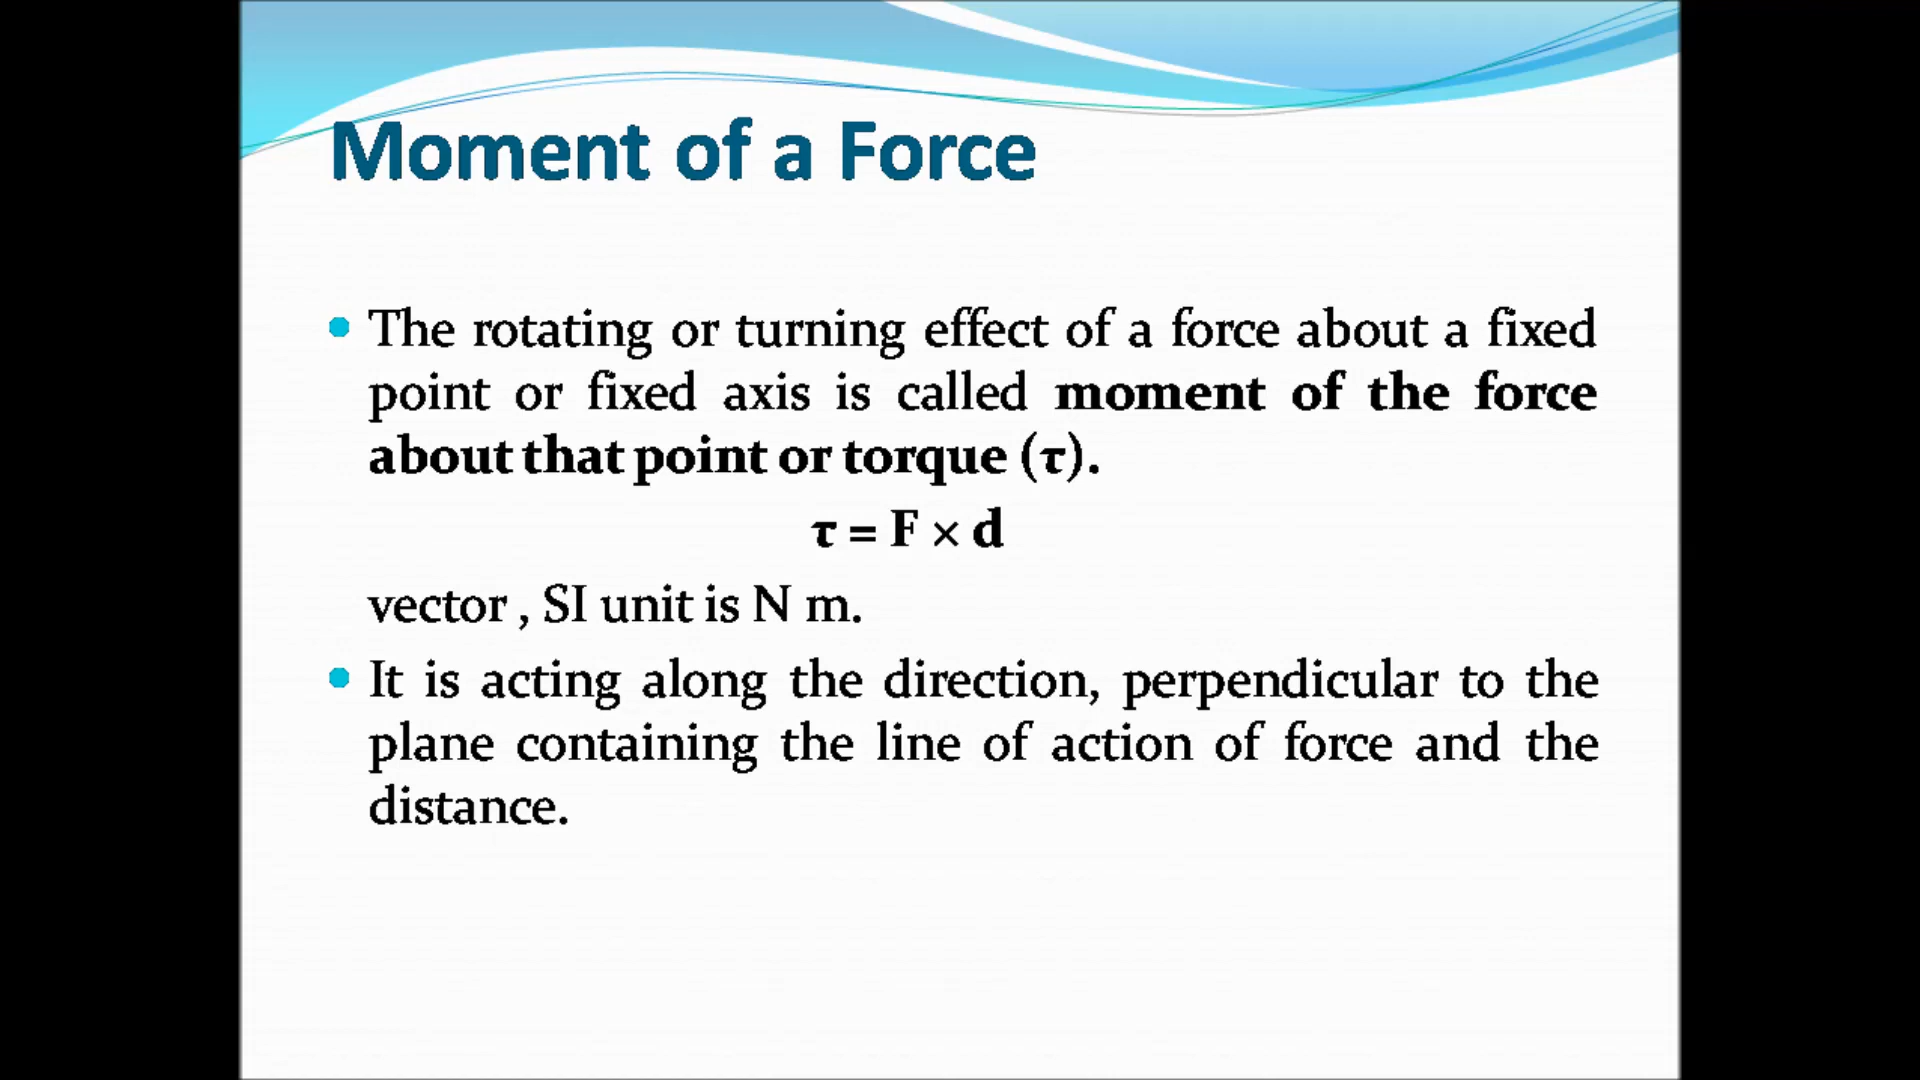 Moment of a Force
The rotating or turning effect of a force about a fixed
point or fixed axis is called moment of the force
about that point or torque (τ).
τ = F × d
vector , SI unit is N m.
It is acting along the direction, perpendicular to the
plane containing the line of action of force and the
distance.